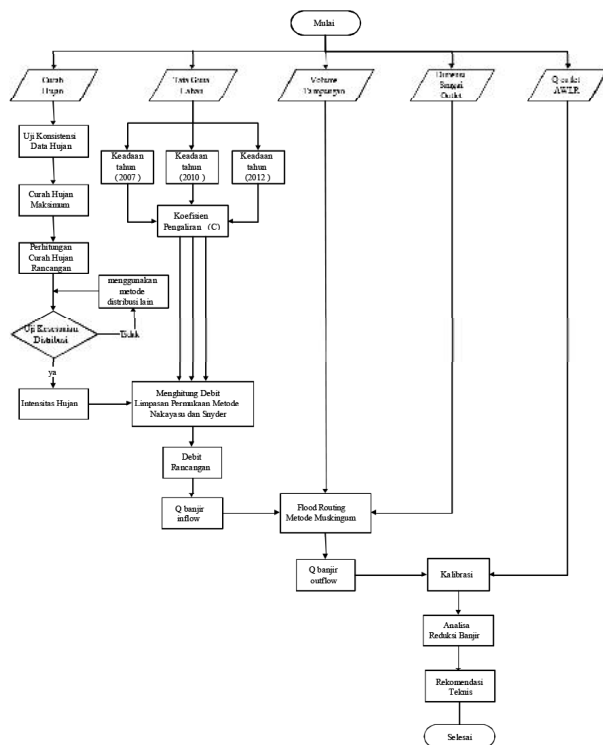 Mulai
Curah
Hujan
Tata Guna
Lahan
Volume
Tampungan
Dimensi
Sungai
Outlet
Q outlet
AWLR
Uji Konsistensi
Data Hujan
Keadaan
tahun
(2007 )
Keadaan
tahun
(2010 )
Keadaan
tahun
(2012 )
Curah Hujan
Maksimum
Koefisien
Pengaliran (C)
Perhitungan
Curah Hujan
Rancangan
menggunakan
metode
distribusi lain
Uji Kesesuaian
Distribusi
Tidak
ya
Intensitas Hujan
Menghitung Debit
Limpasan Permukaan Metode
Nakayasu dan Snyder
Debit
Rancangan
Q banjir
inflow
Flood Routing
Metode Muskingum
Q banjir
outflow
Kalibrasi
Analisa
Reduksi Banjir
Rekomendasi
Teknis
Selesai